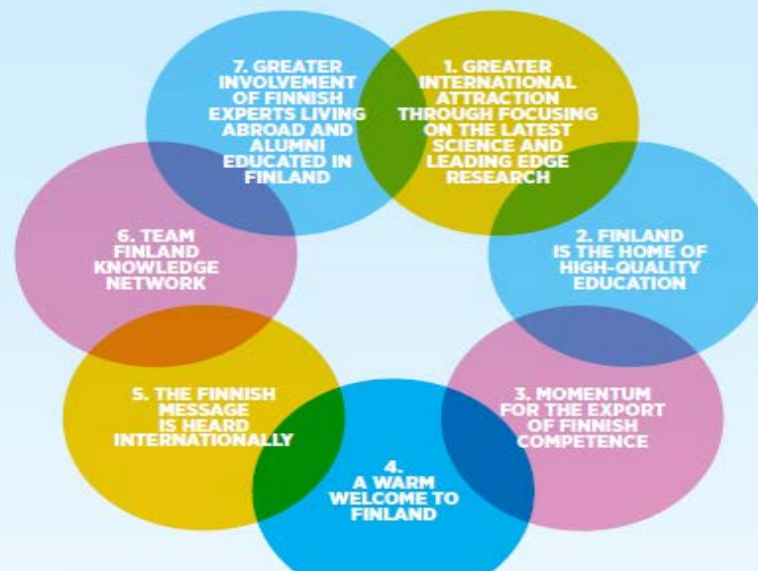 1. GREATER
INTERNATIONAL
ATTRACTION
THROUGH FOCUSING
ON THE LATEST
SCIENCE AND
LEADING EDGE
RESEARCH
2. FINLAND
IS THE HOME OF
HIGH-QUALITY
EDUCATION
3. MOMENTUM
FOR THE EXPORT
OF FINNISH
COMPETENCE
4.
A WARM
WELCOME TO
FINLAND
5. THE FINNISH
MESSAGE
IS HEARD
INTERNATIONALLY
6. TEAM
FINLAND
KNOWLEDGE
NETWORK
7. GREATER
INVOLVEMENT
OF FINNISH
EXPERTS LIVING
ABROAD AND
ALUMNI
EDUCATED IN
FINLAND